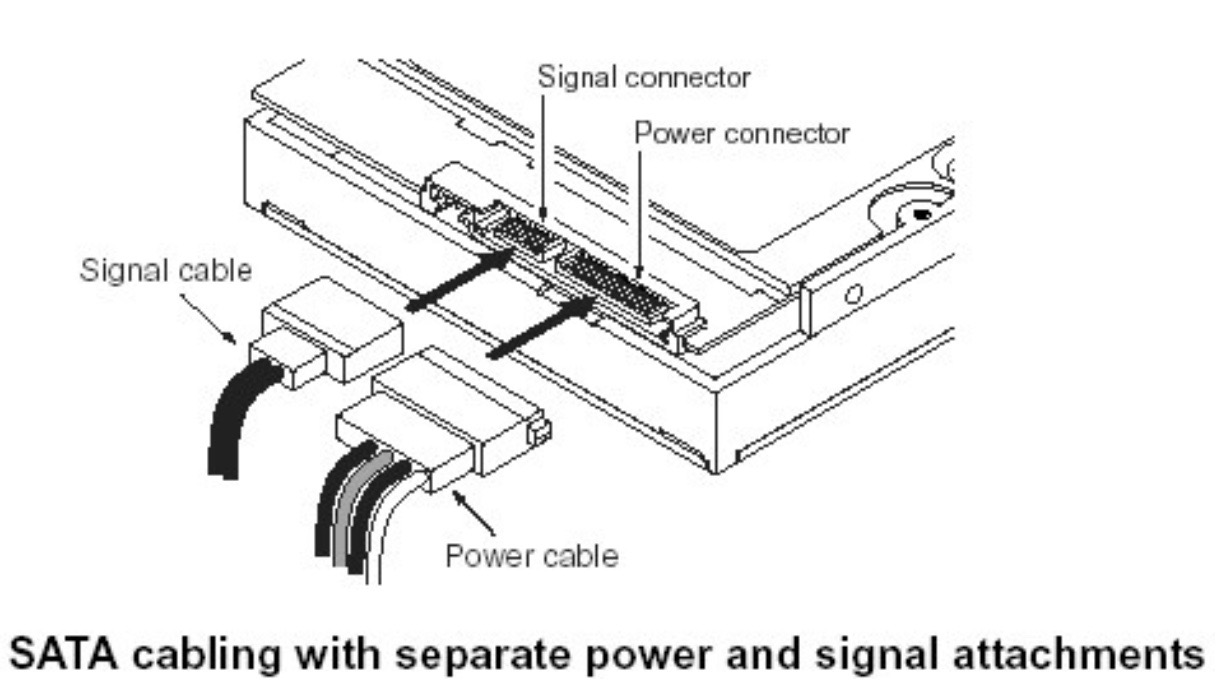 Signal connector
Power connector
Signal cable
Power cable
SATA cabling with separate power and signal attachments